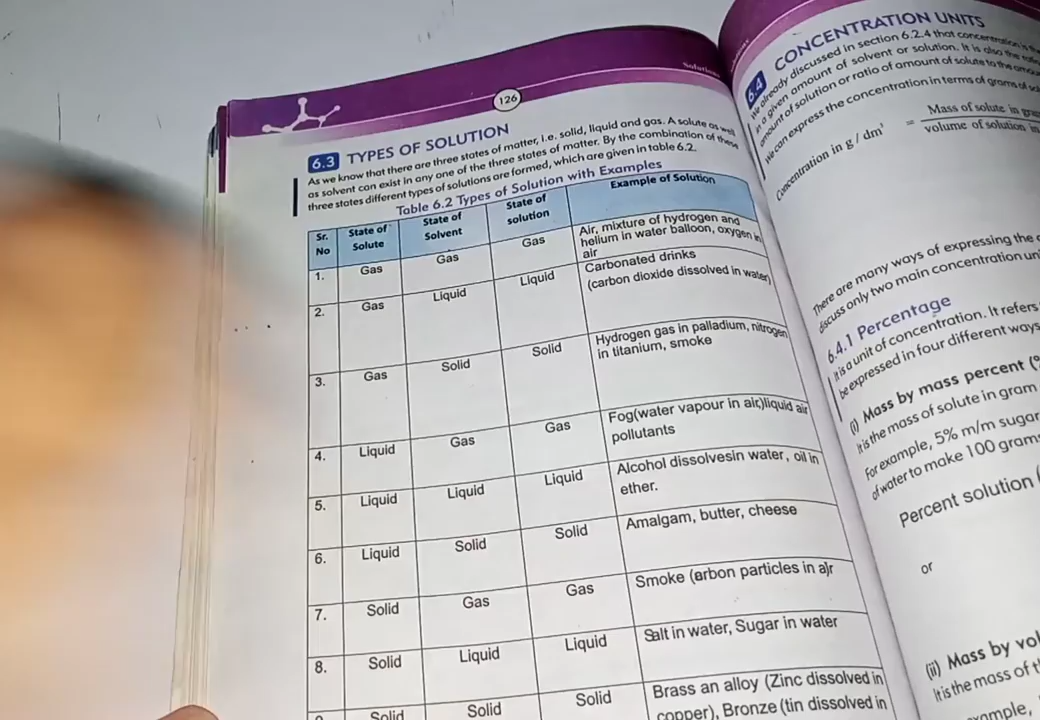 126
Solutions
6.3 TYPES OF SOLUTION
As we know that there are three states of matter, i.e. solid, liquid and gas. A solute as well
as solvent can exist in any one of the three states of matter. By the combination of these
three states different types of solutions are formed, which are given in table 6.2.
Table 6.2 Types of Solution with Examples
Sr. No State of Solute State of Solvent State of solution Example of Solution
1. Gas Gas Gas Air, mixture of hydrogen and
helium in water balloon, oxygen in
air
2. Gas Liquid Liquid Carbonated drinks
(carbon dioxide dissolved in water)
3. Gas Solid Solid Hydrogen gas in palladium, nitrogen
in titanium, smoke
4. Liquid Gas Gas Fog(water vapour in air,)liquid air
pollutants
5. Liquid Liquid Liquid Alcohol dissolvesin water, oil in
ether.
6. Liquid Solid Solid Amalgam, butter, cheese
7. Solid Gas Gas Smoke (arbon particles in a)r
8. Solid Liquid Liquid Salt in water, Sugar in water
Solid Solid Solid Brass an alloy (Zinc dissolved in
copper), Bronze (tin dissolved in
6.4 CONCENTRATION UNITS
We already discussed in section 6.2.4 that concentration is the
in a given amount of solvent or solution. It is also the
amount of solution or ratio of amount of solute to the
We can express the concentration in terms of grams of
Concentration in g / dm³ = Mass of solute in
volume of solution in
There are many ways of expressing the
discuss only two main concentration
6.4.1 Percentage
It is a unit of concentration. It refers
be expressed in four different ways
(i) Mass by mass percent (%
It is the mass of solute in gram
For example, 5% m/m sugar
of water to make 100 grams
Percent solution
or
(ii) Mass by
It is the mass of